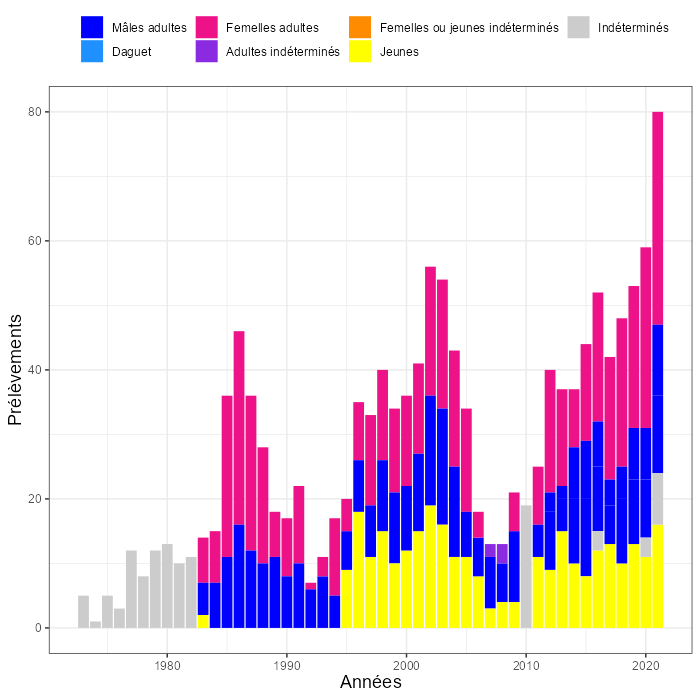 Mâles adultes Femelles adultes Femelles ou jeunes indéterminés Indéterminés
Daguet Adultes indéterminés Jeunes
80
60
40
20
0
Prélèvements
1980 1990 2000 2010 2020
Années